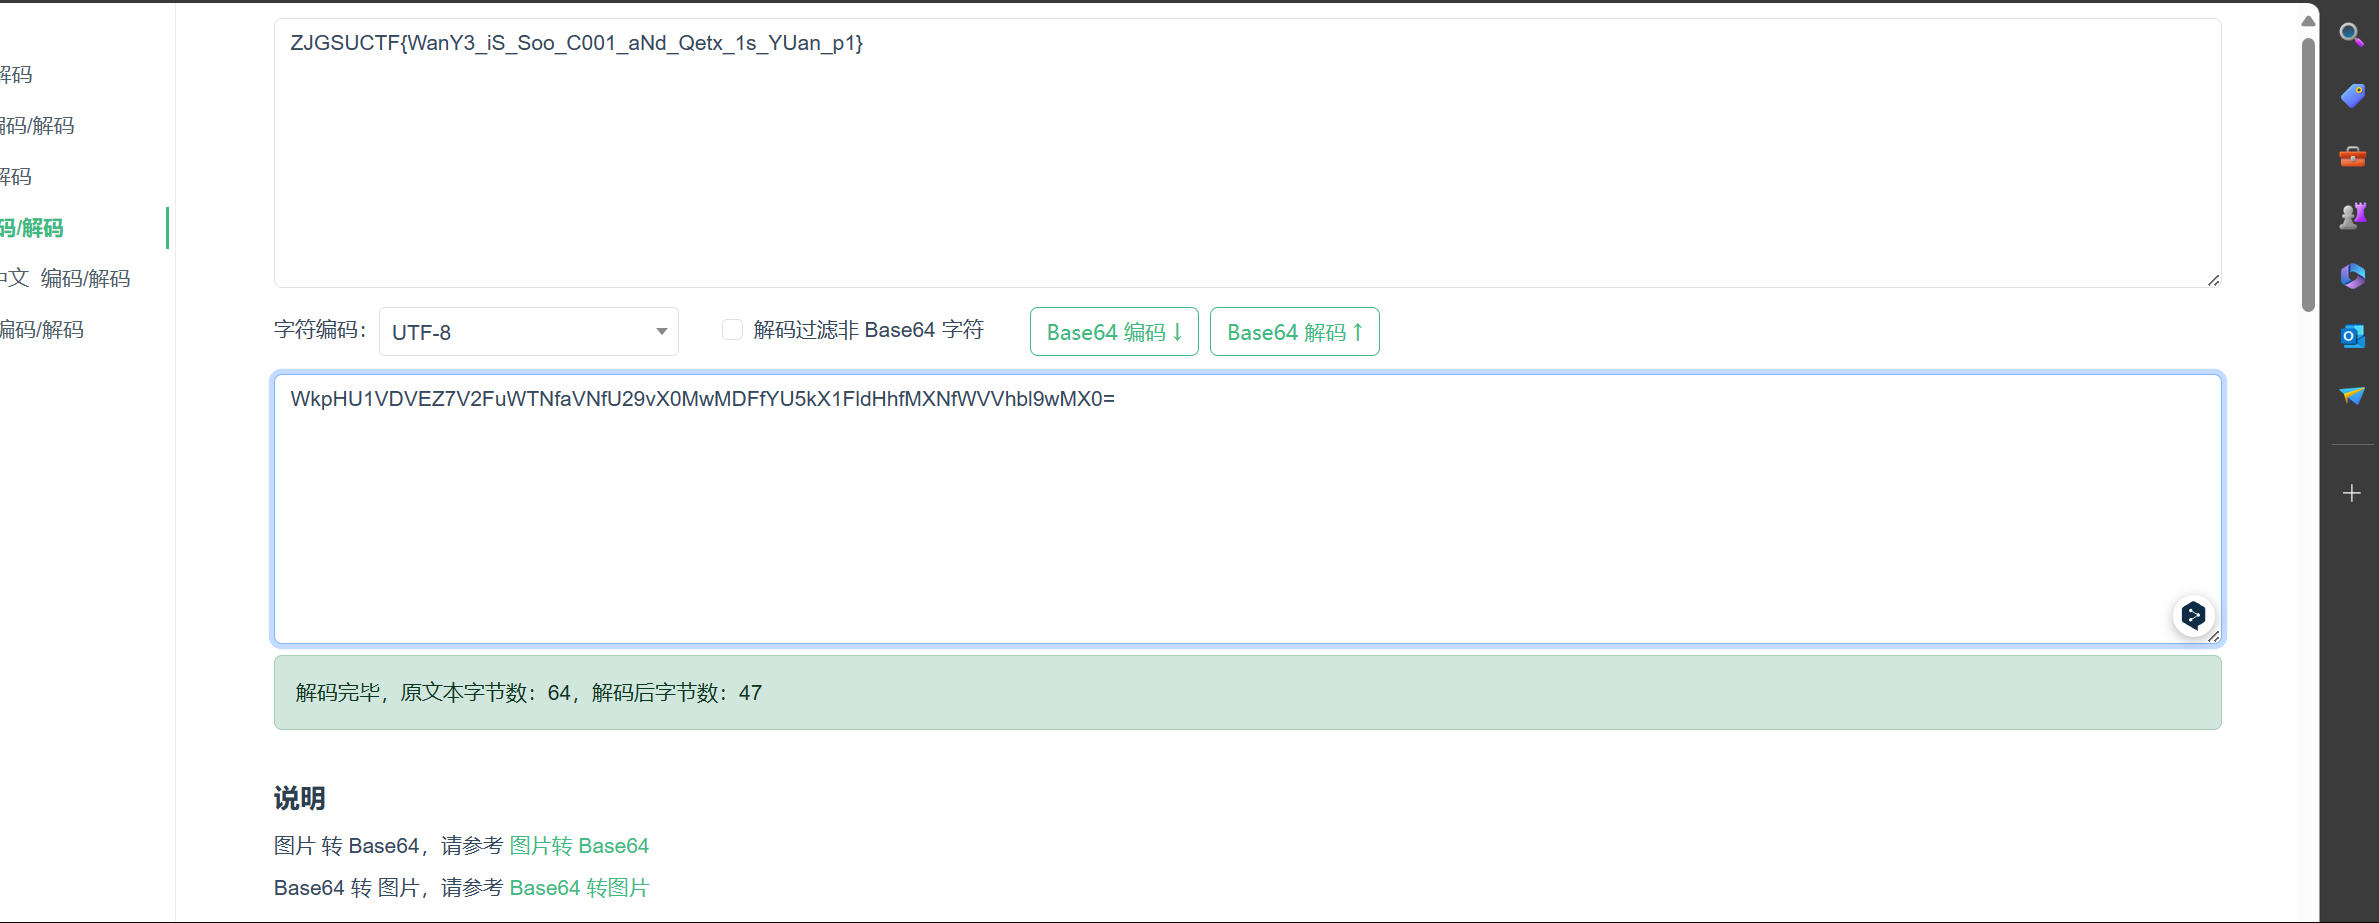 ZJGSUCTF{WanY3_iS_Soo_C001_aNd_Qetx_1s_YUan_p1}
解码
编码/解码
解码
码/解码
中文 编码/解码
编码/解码
字符编码： UTF-8 解码过滤非 Base64 字符 Base64 编码↓ Base64 解码↑
WkpHU1VDVEZ7V2FuWTNfaVNfU29vX0MwMDFfYU5kX1FldHhfMXNfWVVhbl9wMX0=
解码完毕，原文本字节数：64，解码后字节数：47
说明
图片 转 Base64，请参考 图片转 Base64
Base64 转 图片，请参考 Base64 转图片